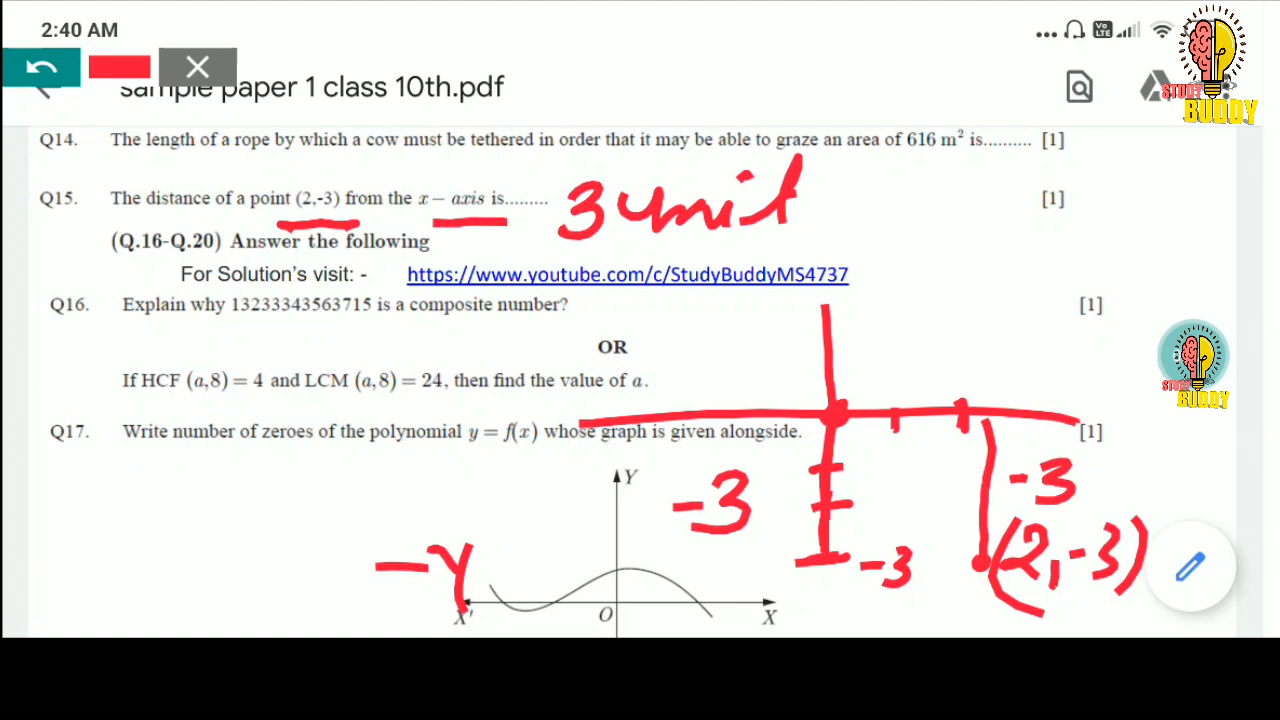 2:40 AM
Vo LTE
sample paper 1 class 10th.pdf
STUDY
BUDDY
Q14. The length of a rope by which a cow must be tethered in order that it may be able to graze an area of 616 m² is.......... [1]
Q15. The distance of a point (2,-3) from the x − axis is......... 3 unit [1]
(Q.16-Q.20) Answer the following
For Solution's visit: - https://www.youtube.com/c/StudyBuddyMS4737
Q16. Explain why 13233343563715 is a composite number? [1]
OR
If HCF (a,8) = 4 and LCM (a,8) = 24, then find the value of a.
STUDY
BUDDY
Q17. Write number of zeroes of the polynomial y = f(x) whose graph is given alongside. [1]
Y
-3
-3
-Y
-3
(2,-3)
X'
O
X